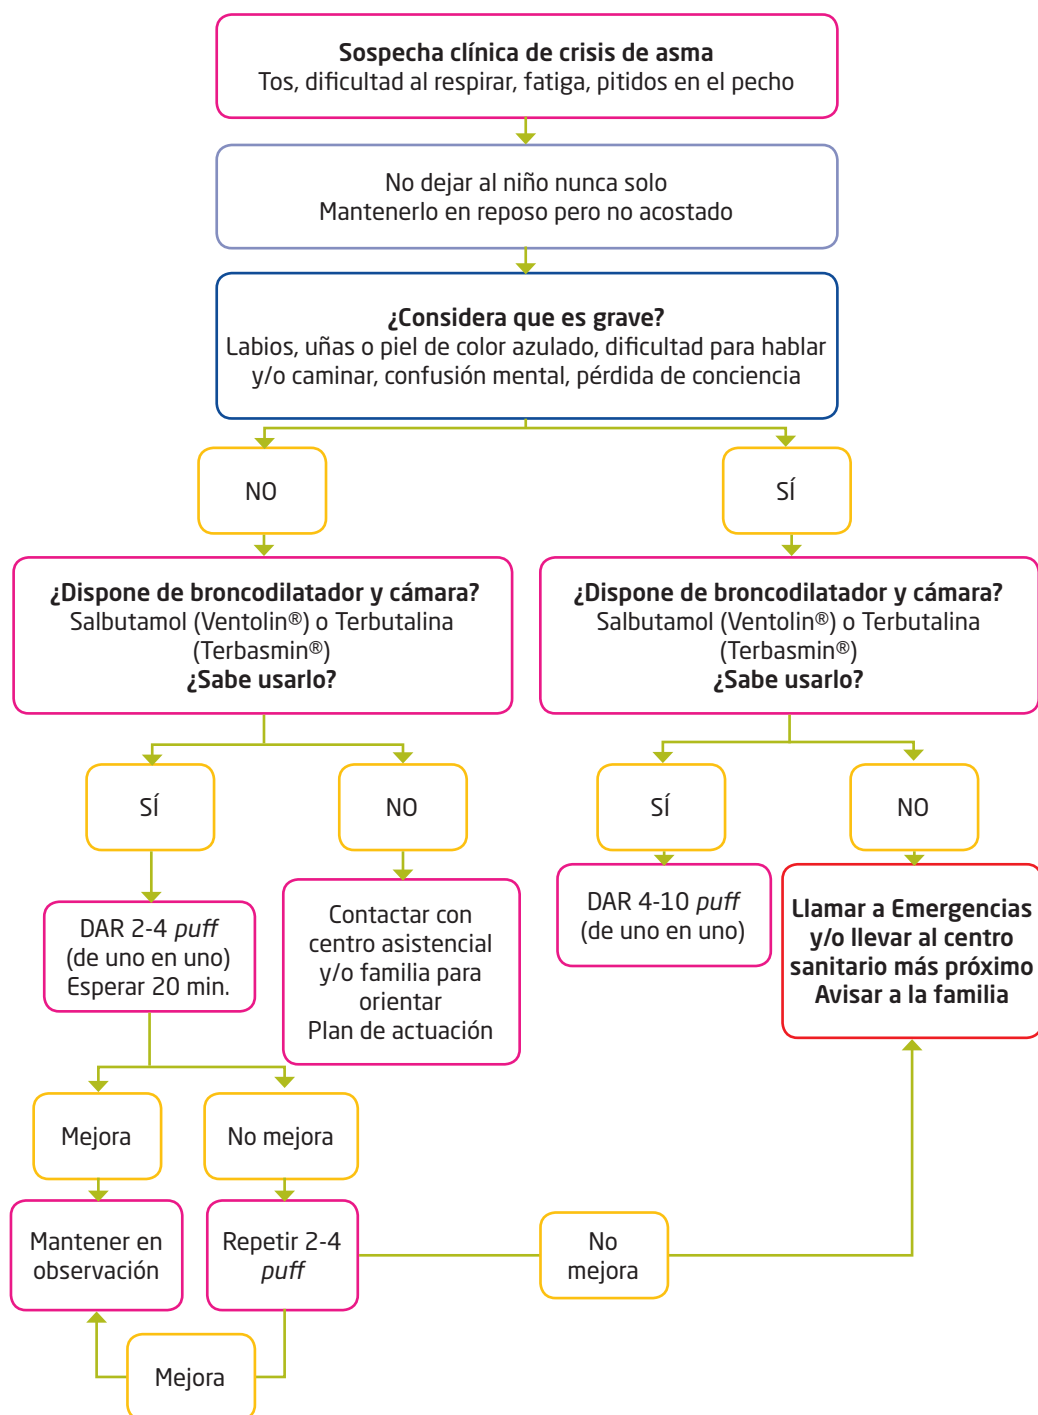 Sospecha clínica de crisis de asma
Tos, dificultad al respirar, fatiga, pitidos en el pecho
No dejar al niño nunca solo
Mantenerlo en reposo pero no acostado
¿Considera que es grave?
Labios, uñas o piel de color azulado, dificultad para hablar
y/o caminar, confusión mental, pérdida de conciencia
NO
SÍ
¿Dispone de broncodilatador y cámara?
Salbutamol (Ventolin®) o Terbutalina
(Terbasmin®)
¿Sabe usarlo?
¿Dispone de broncodilatador y cámara?
Salbutamol (Ventolin®) o Terbutalina
(Terbasmin®)
¿Sabe usarlo?
SÍ
NO
SÍ
NO
DAR 2-4 puff
(de uno en uno)
Esperar 20 min.
Contactar con
centro asistencial
y/o familia para
orientar
Plan de actuación
DAR 4-10 puff
(de uno en uno)
Llamar a Emergencias
y/o llevar al centro
sanitario más próximo
Avisar a la familia
Mejora
No mejora
Mantener en
observación
Repetir 2-4
puff
No
mejora
Mejora